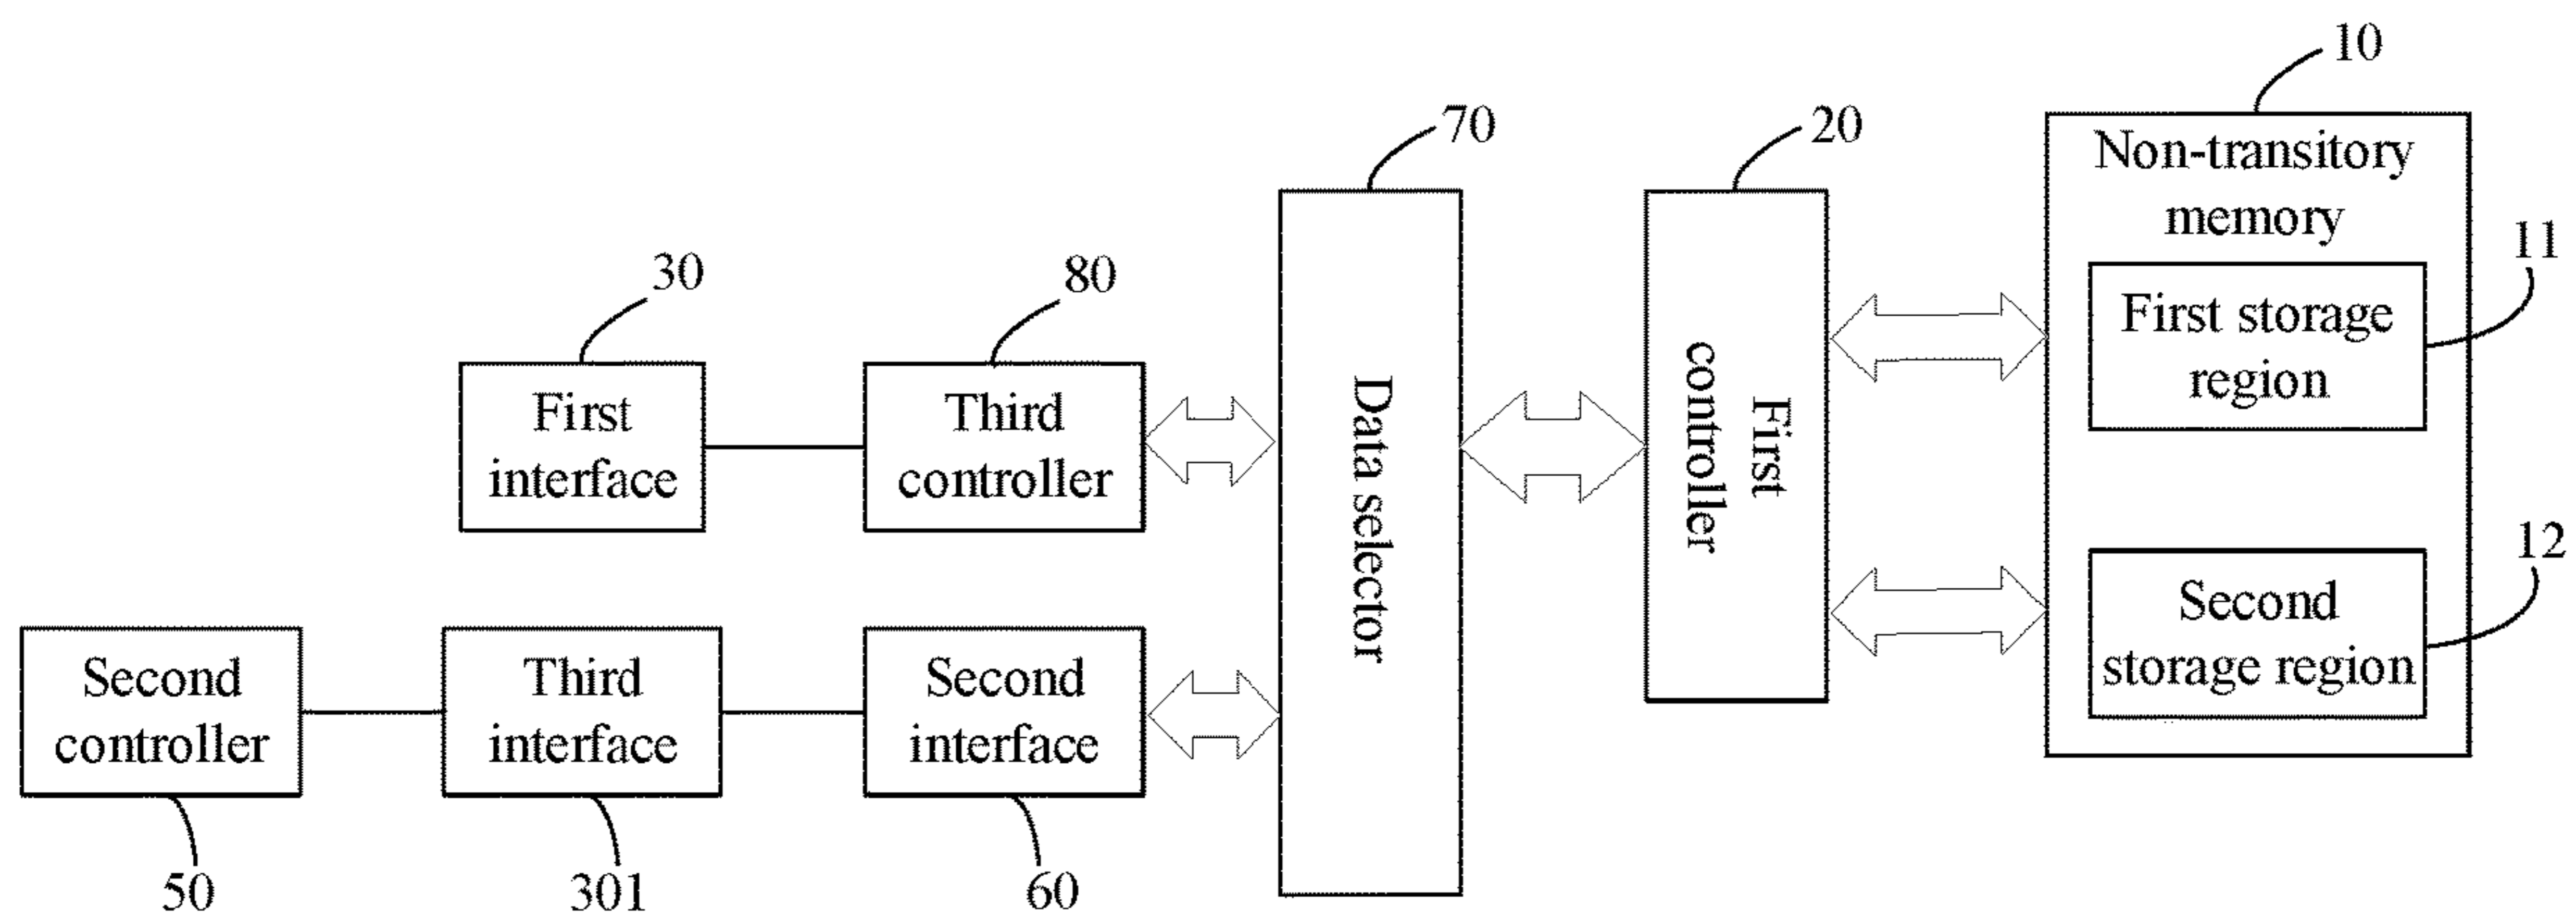 10
70
20
Non-transitory
memory
11
30
80
First storage
region
First
interface
Third
controller
Data selector
First
controller
12
Second
storage region
Second
controller
Third
interface
Second
interface
50
301
60